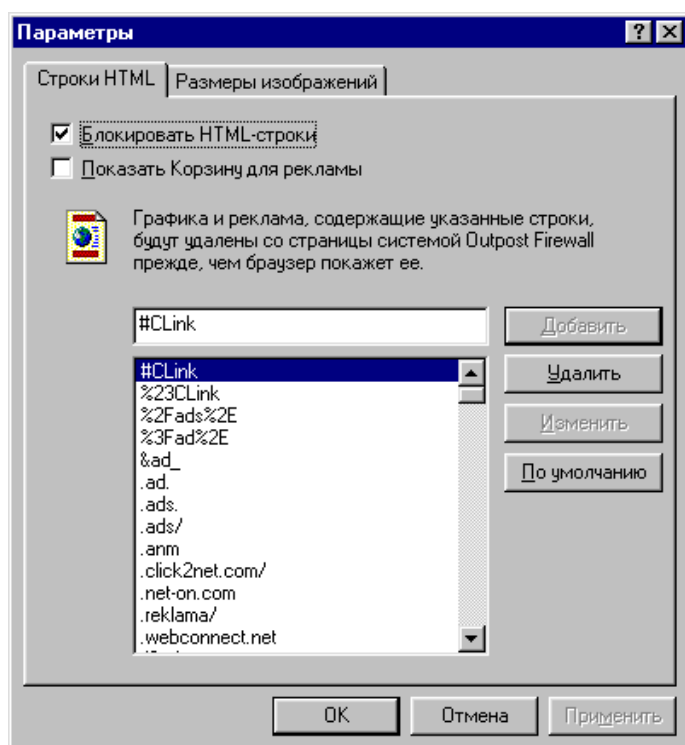 Параметры
Строки HTML
Размеры изображений
Блокировать HTML-строки
Показать Корзину для рекламы
Графика и реклама, содержащие указанные строки,
будут удалены со страницы системой Outpost Firewall
прежде, чем браузер покажет ее.
#CLink
Добавить
#CLink
%23CLink
%2Fads%2E
%3Fad%2E
&ad_
.ad.
.ads.
.ads/
.anm
.click2net.com/
.net-on.com
.reklama/
.webconnect.net
Удалить
Изменить
По умолчанию
OK
Отмена
Применить